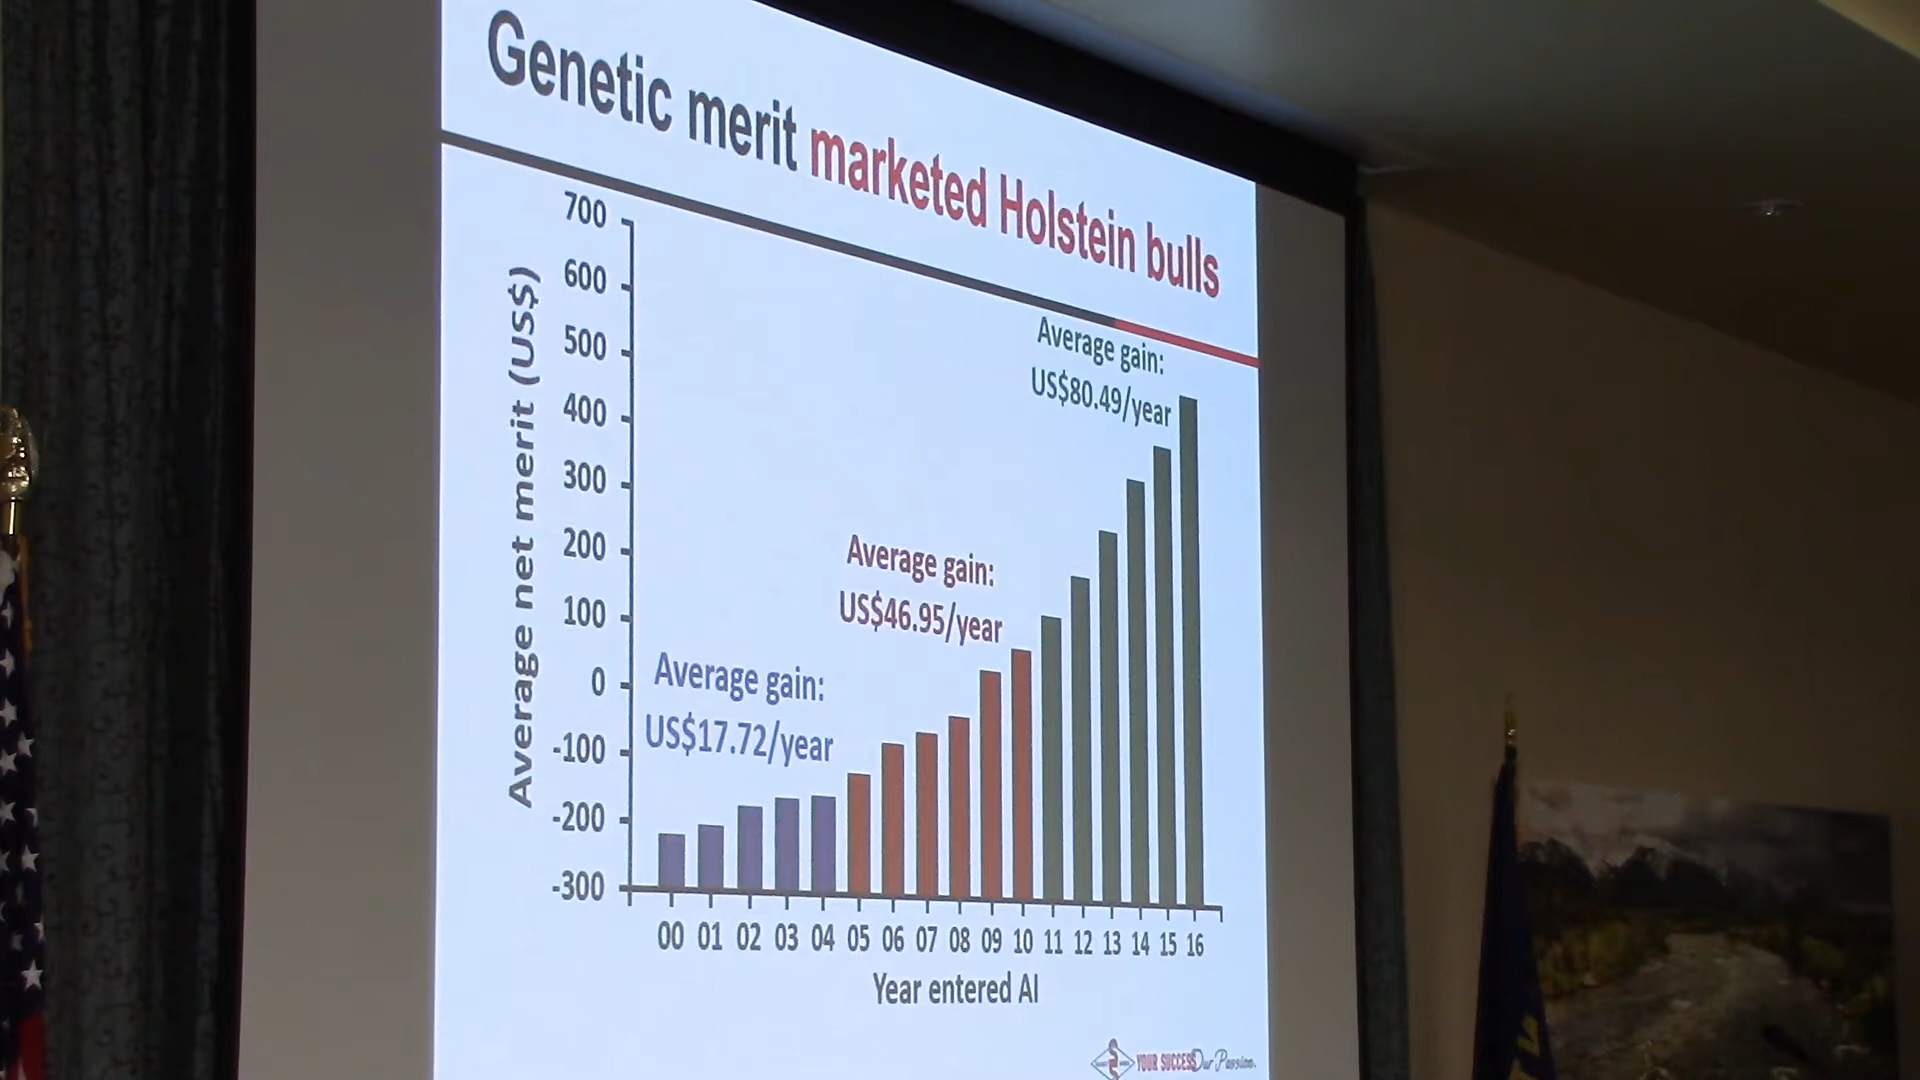 Genetic merit marketed Holstein bulls
Average net merit (US$)
700
600
500
400
300
200
100
0
-100
-200
-300
Average gain:
US$17.72/year
Average gain:
US$46.95/year
Average gain:
US$80.49/year
00 01 02 03 04 05 06 07 08 09 10 11 12 13 14 15 16
Year entered AI
YOUR SUCCESS Our Passion.